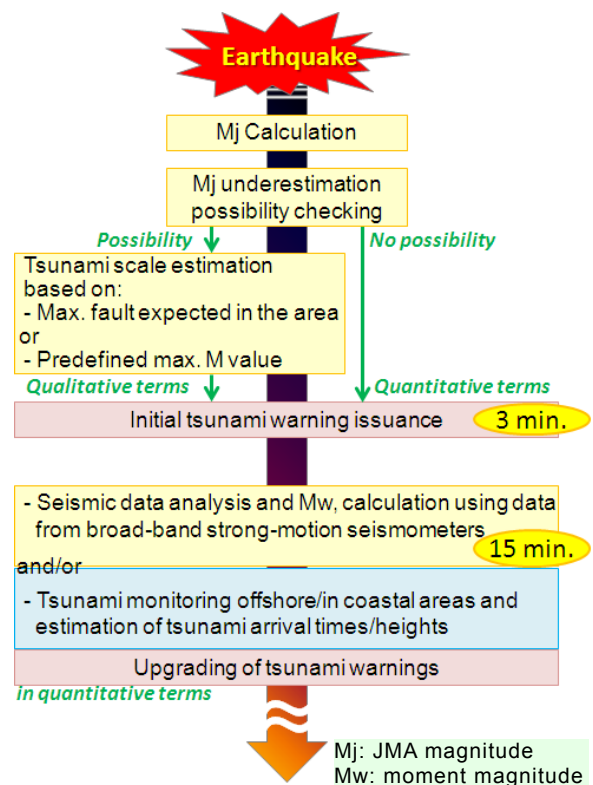 Earthquake
Mj Calculation
Mj underestimation
possibility checking
Possibility
No possibility
Tsunami scale estimation
based on:
- Max. fault expected in the area
or
- Predefined max. M value
Qualitative terms
Quantitative terms
Initial tsunami warning issuance
3 min.
- Seismic data analysis and Mw, calculation using data
from broad-band strong-motion seismometers
15 min.
and/or
- Tsunami monitoring offshore/in coastal areas and
estimation of tsunami arrival times/heights
Upgrading of tsunami warnings
in quantitative terms
Mj: JMA magnitude
Mw: moment magnitude